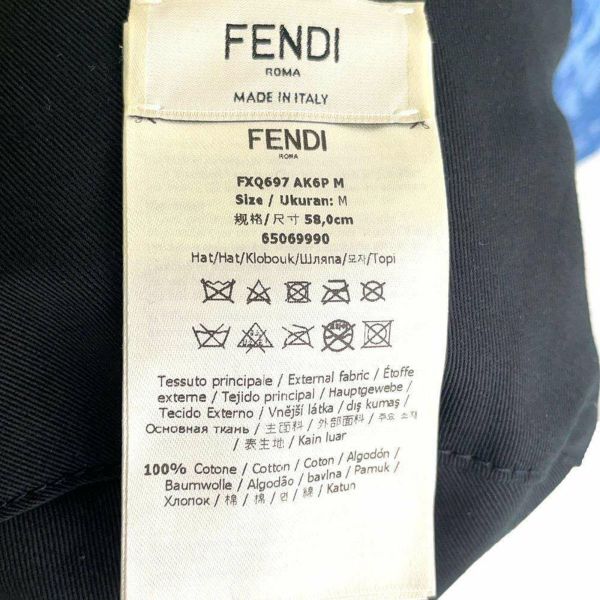 FENDI
ROMA
MADE IN ITALY
FENDI
ROMA
FXQ697 AK6P M
Size / Ukuran: M
规格/尺寸 58,0cm
65069990
Hat/Hat/Klobouk/Шляпа/모자/Topi
Tessuto principale / External fabric / Étoffe
externe / Tejido principal / Hauptgewebe /
Tecido Externo / Vnější látka / dış kumaş /
Основная ткань / 主面料 / 外部面料 / 주요 소재
/ 表生地 / Kain luar
100% Cotone / Cotton / Coton / Algodón /
Baumwolle / Algodão / bavlna / Pamuk /
Хлопок / 棉 / 棉 / 면 / 綿 / Katun